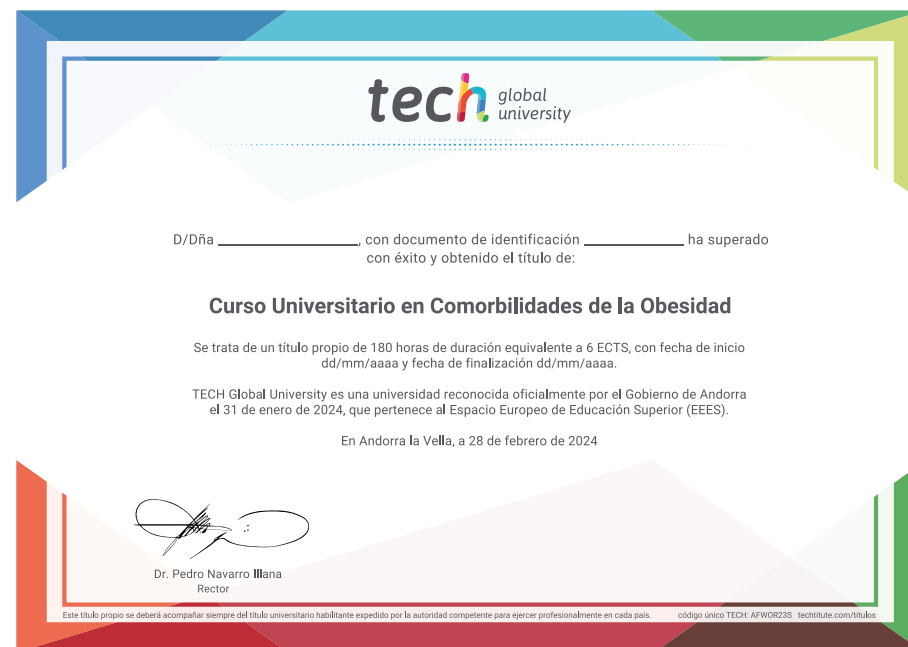 tech global university
D/Dña ____________________, con documento de identificación ______________ ha superado
con éxito y obtenido el título de:
Curso Universitario en Comorbilidades de la Obesidad
Se trata de un título propio de 180 horas de duración equivalente a 6 ECTS, con fecha de inicio
dd/mm/aaaa y fecha de finalización dd/mm/aaaa.
TECH Global University es una universidad reconocida oficialmente por el Gobierno de Andorra
el 31 de enero de 2024, que pertenece al Espacio Europeo de Educación Superior (EEES).
En Andorra la Vella, a 28 de febrero de 2024
Dr. Pedro Navarro Illana
Rector
Este título propio se deberá acompañar siempre del título universitario habilitante expedido por la autoridad competente para ejercer profesionalmente en cada país. código único TECH: AFWOR23S techtitute.com/titulos